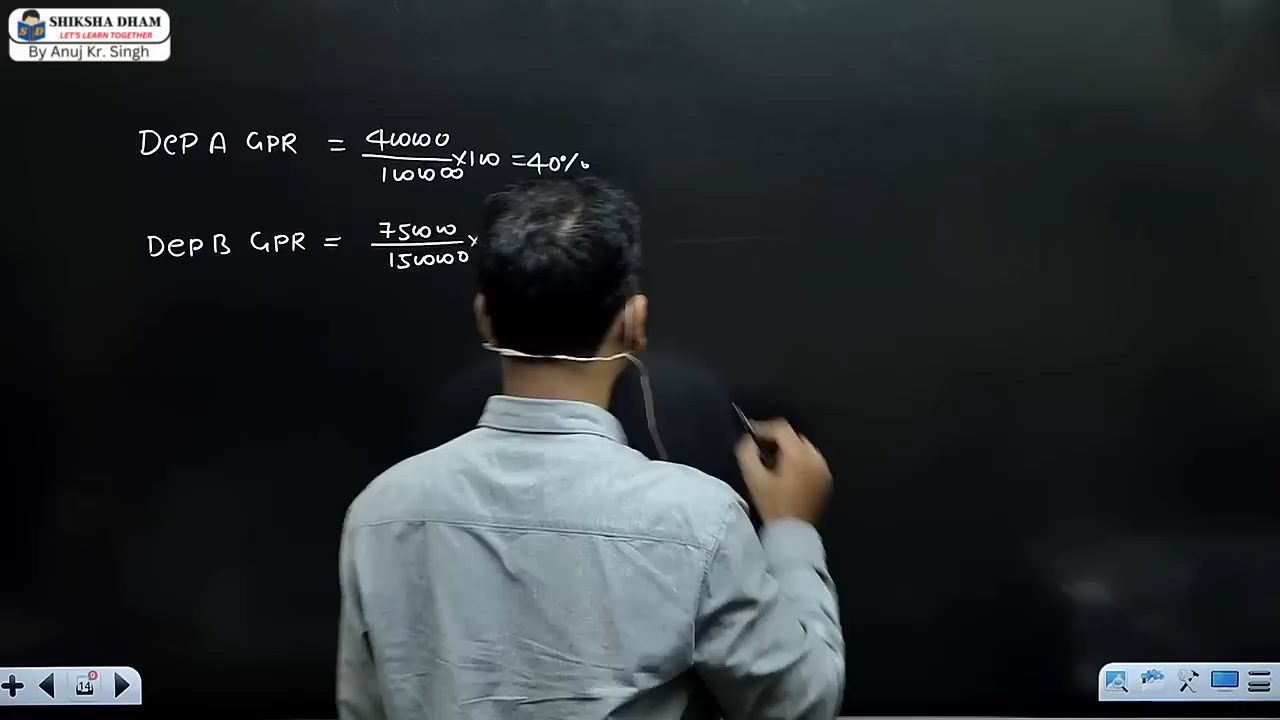 SHIKSHA DHAM
LET'S LEARN TOGETHER
By Anuj Kr. Singh
Dep A GPR = 40000/100000 ×100 =40%
Dep B GPR = 75000/150000 ×
14